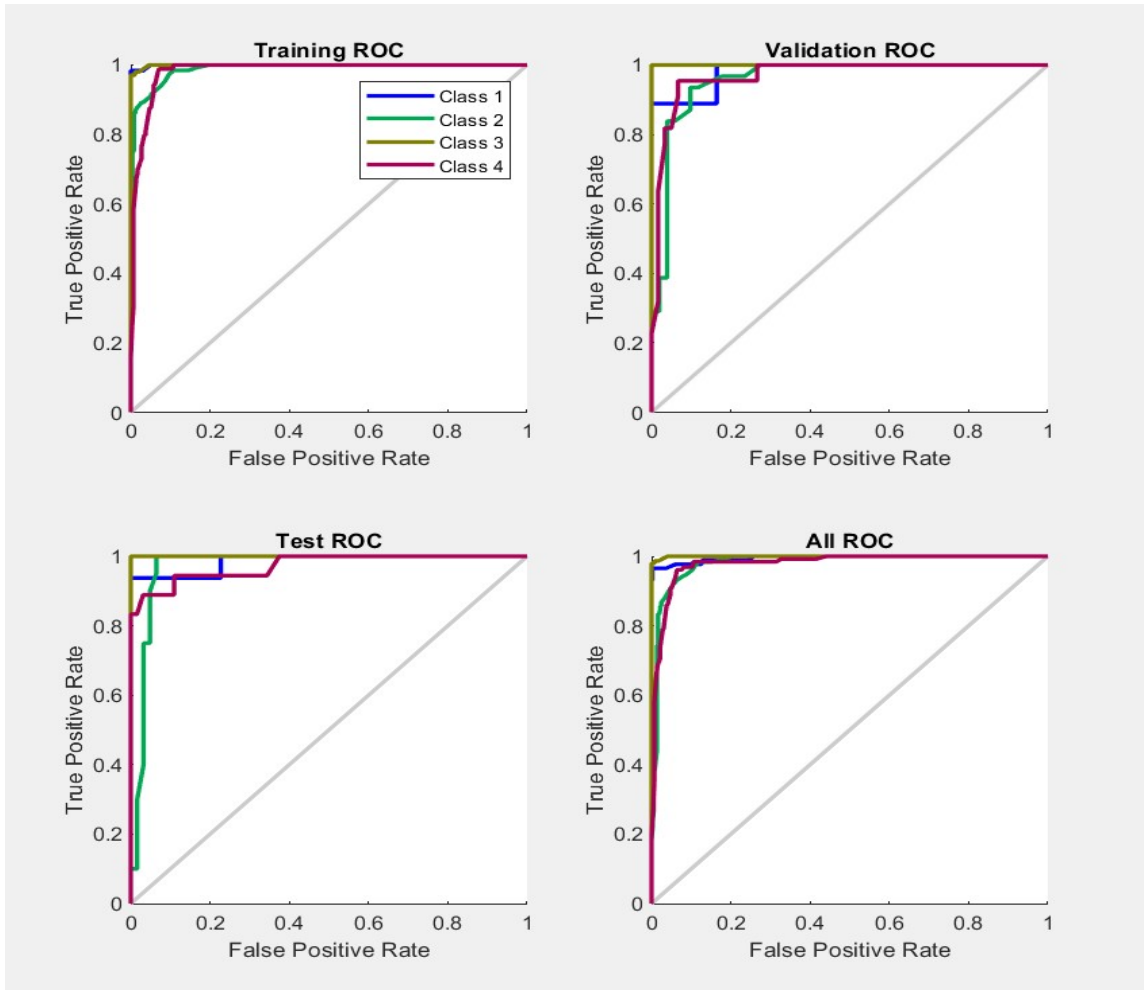 Training ROC
1
0.8
0.6
0.4
0.2
0
True Positive Rate
Class 1
Class 2
Class 3
Class 4
0 0.2 0.4 0.6 0.8 1
False Positive Rate
Validation ROC
1
0.8
0.6
0.4
0.2
0
True Positive Rate
0 0.2 0.4 0.6 0.8 1
False Positive Rate
Test ROC
1
0.8
0.6
0.4
0.2
0
True Positive Rate
0 0.2 0.4 0.6 0.8 1
False Positive Rate
All ROC
1
0.8
0.6
0.4
0.2
0
True Positive Rate
0 0.2 0.4 0.6 0.8 1
False Positive Rate